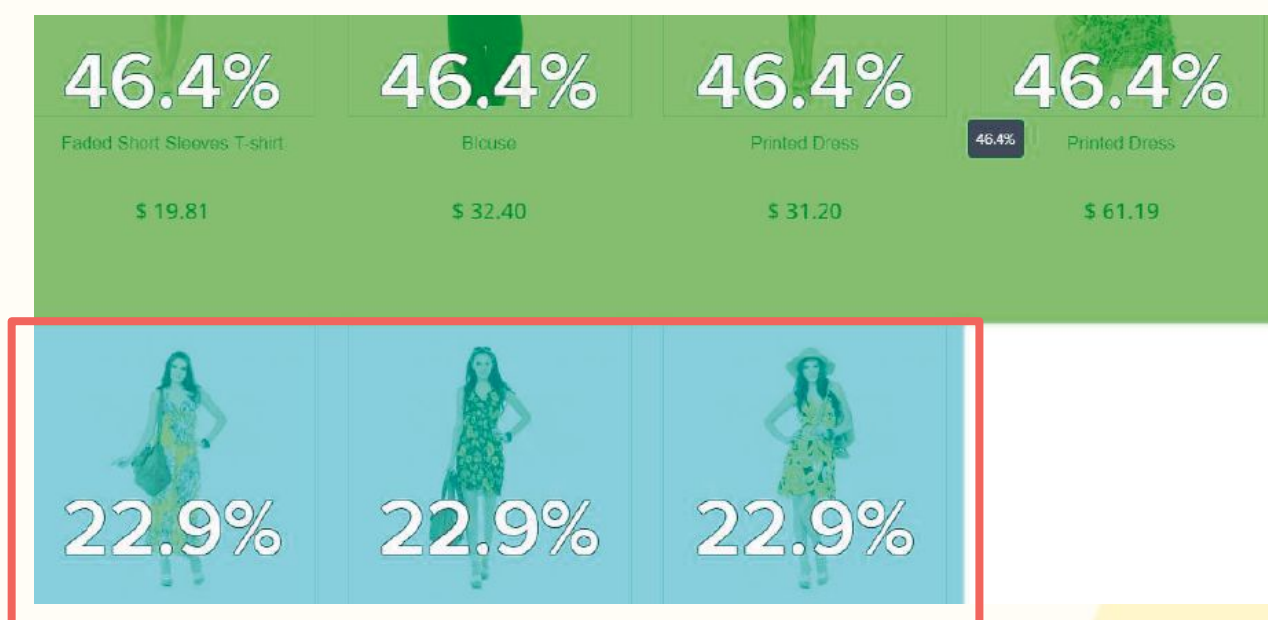 46.4% 46.4% 46.4% 46.4%
Faded Short Sleeves T-shirt Blouse Printed Dress 46.4% Printed Dress
$ 19.81 $ 32.40 $ 31.20 $ 61.19
22.9% 22.9% 22.9%